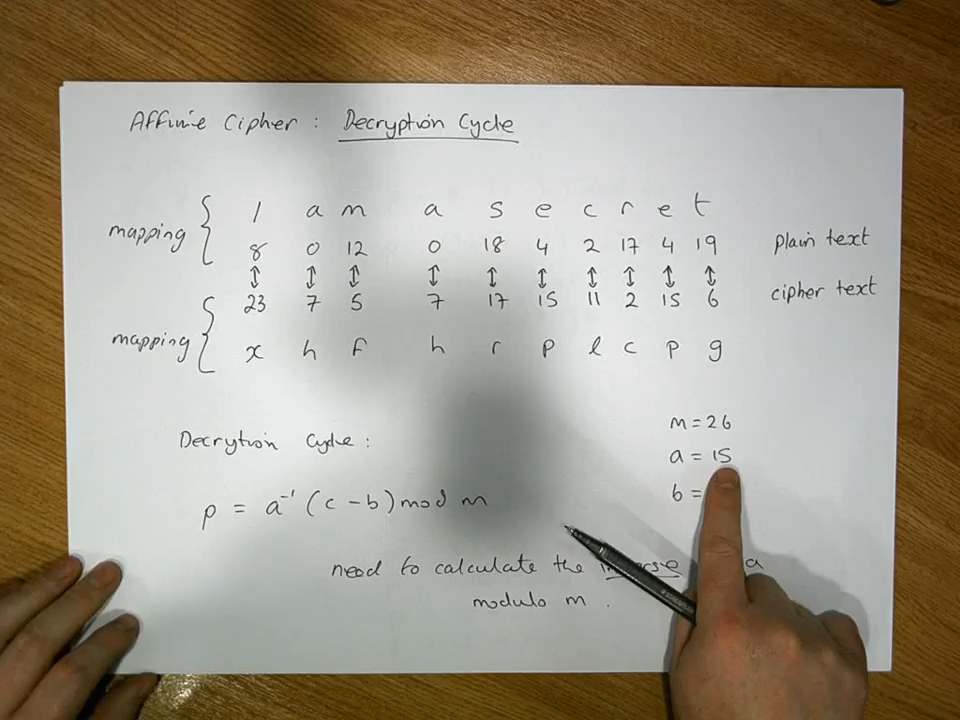 Affine Cipher : Decryption Cycle
mapping { I a m a s e c r e t
8 0 12 0 18 4 2 17 4 19 plain text
↕ ↕ ↕ ↕ ↕ ↕ ↕ ↕ ↕ ↕
23 7 5 7 17 15 11 2 15 6 cipher text
mapping { x h f h r p l c p g
m = 26
Decrytion Cycle :
a = 15
b =
p = a⁻¹ (c - b) mod m
need to calculate the a
modulo m .